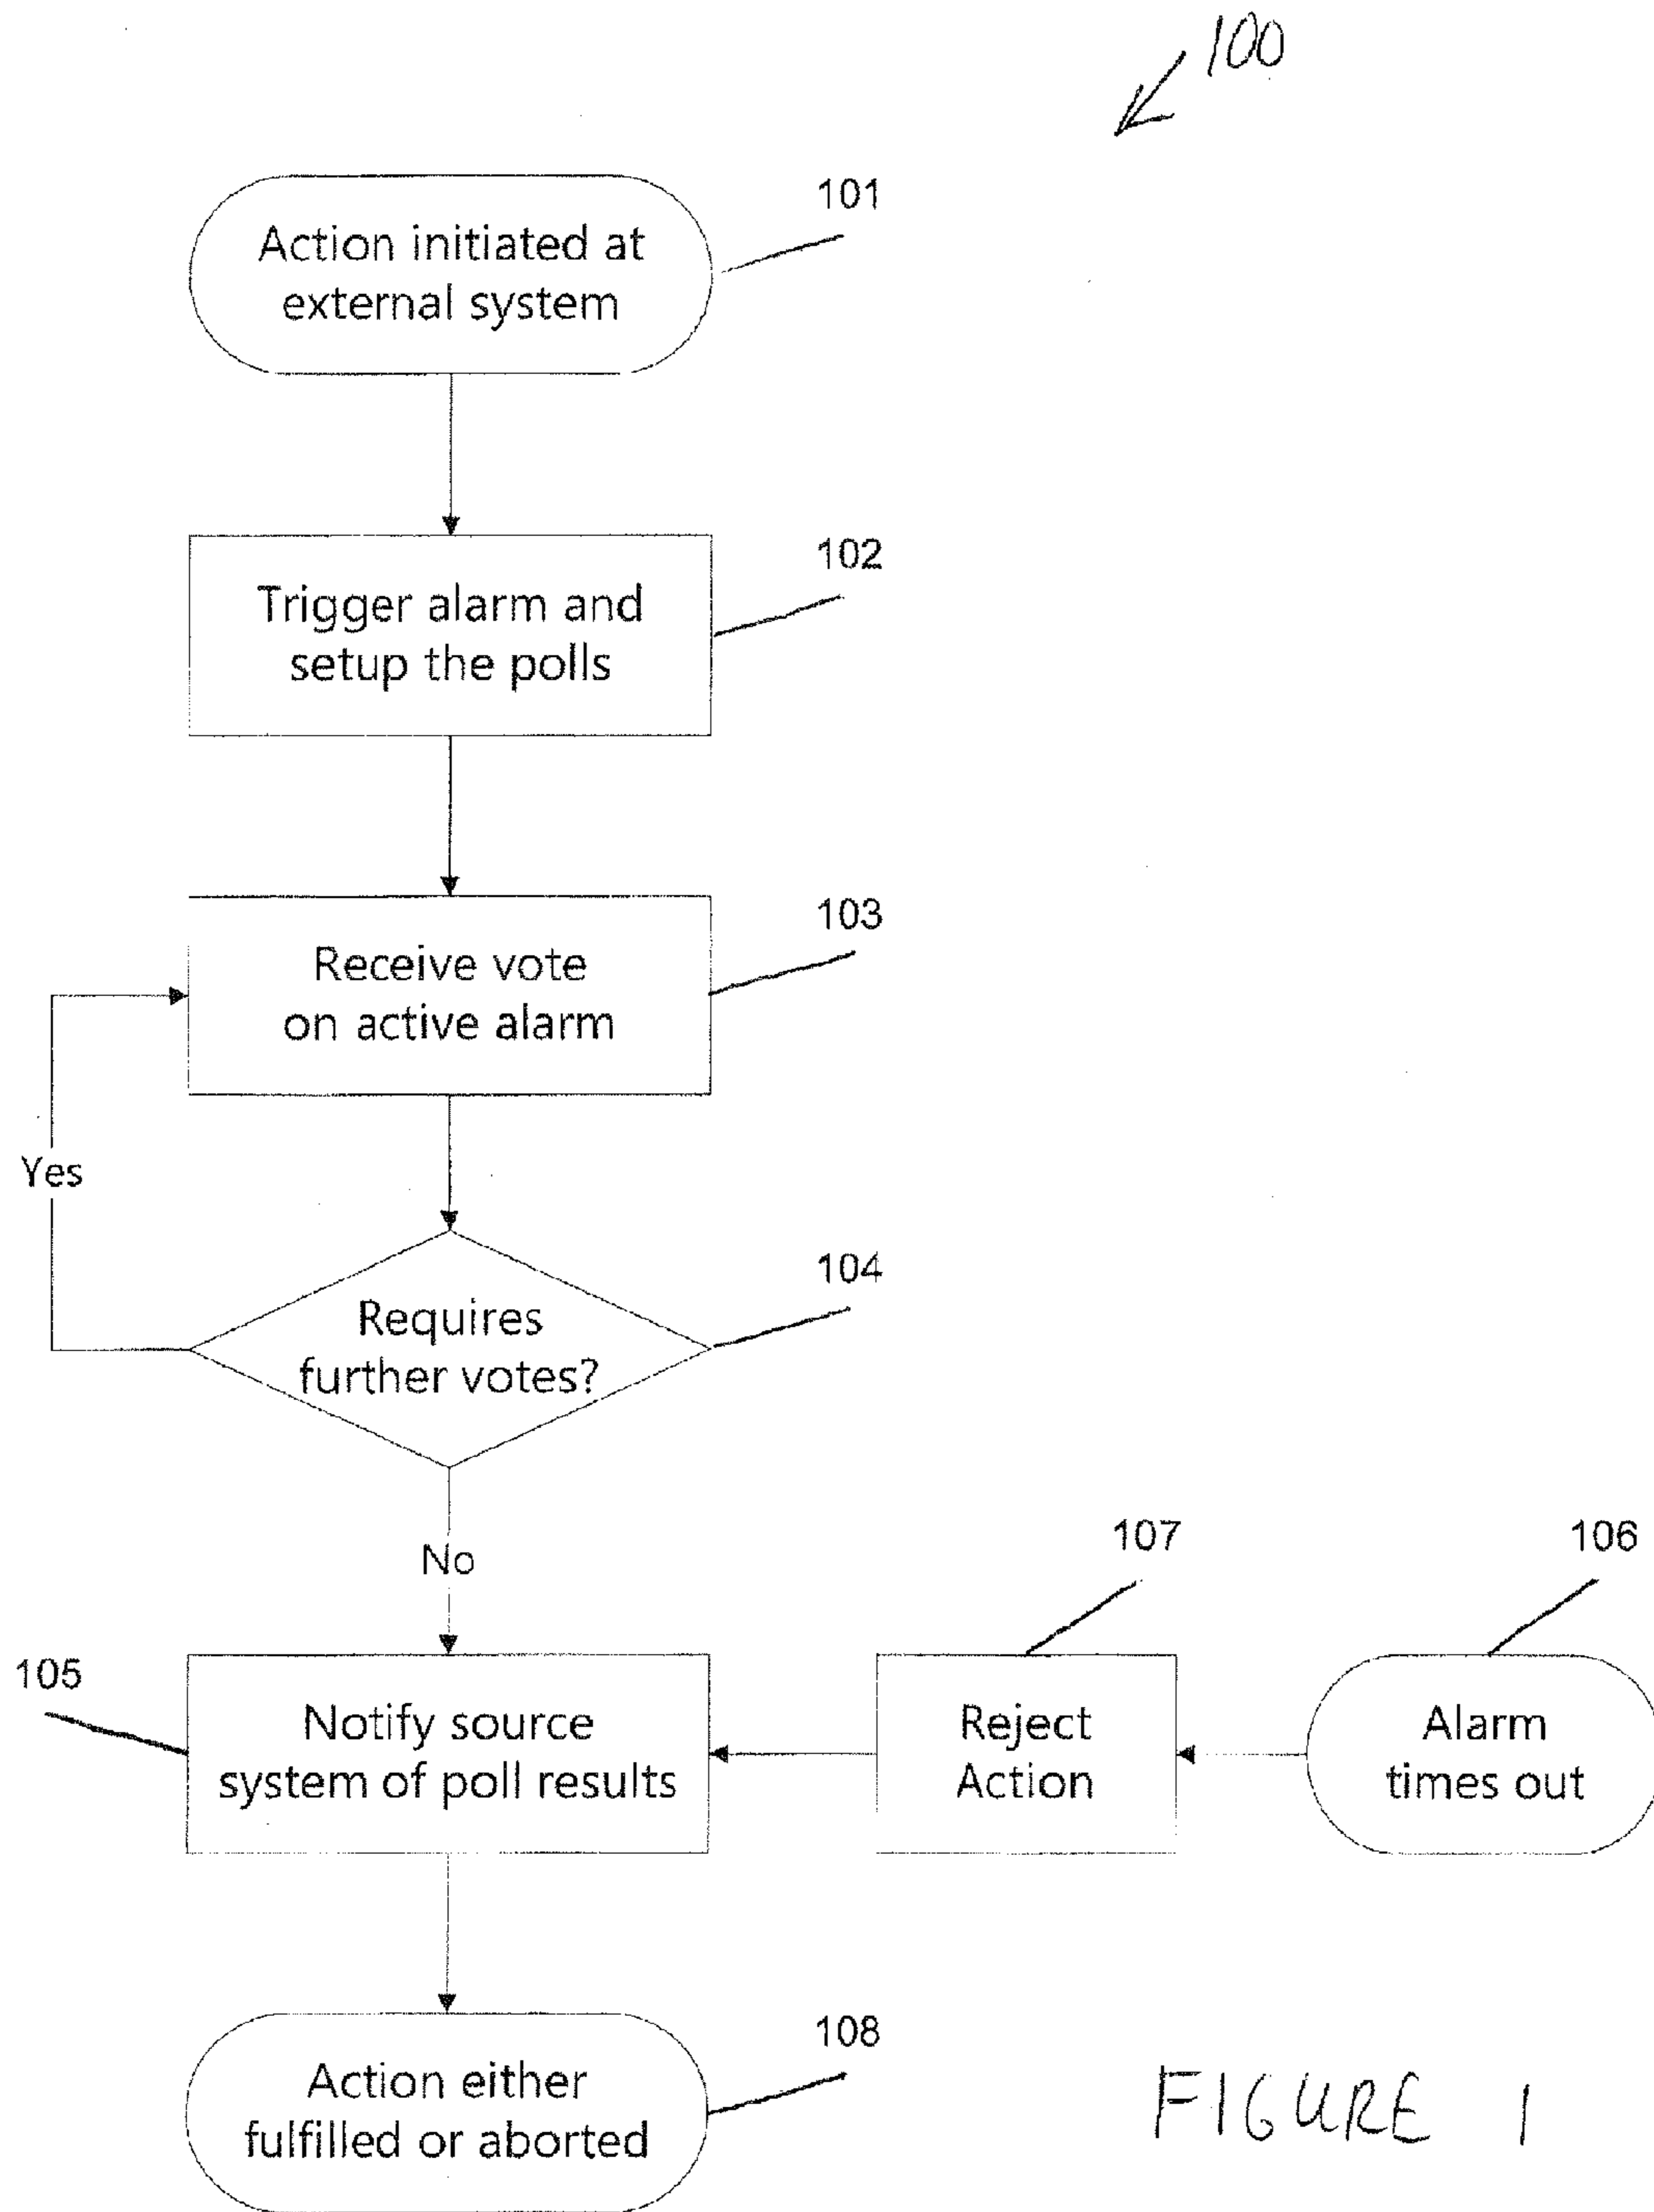 100
101
Action initiated at
external system
102
Trigger alarm and
setup the polls
103
Receive vote
on active alarm
Yes
104
Requires
further votes?
No
107
106
105
Notify source
system of poll results
Reject
Action
Alarm
times out
108
Action either
fulfilled or aborted
FIGURE 1